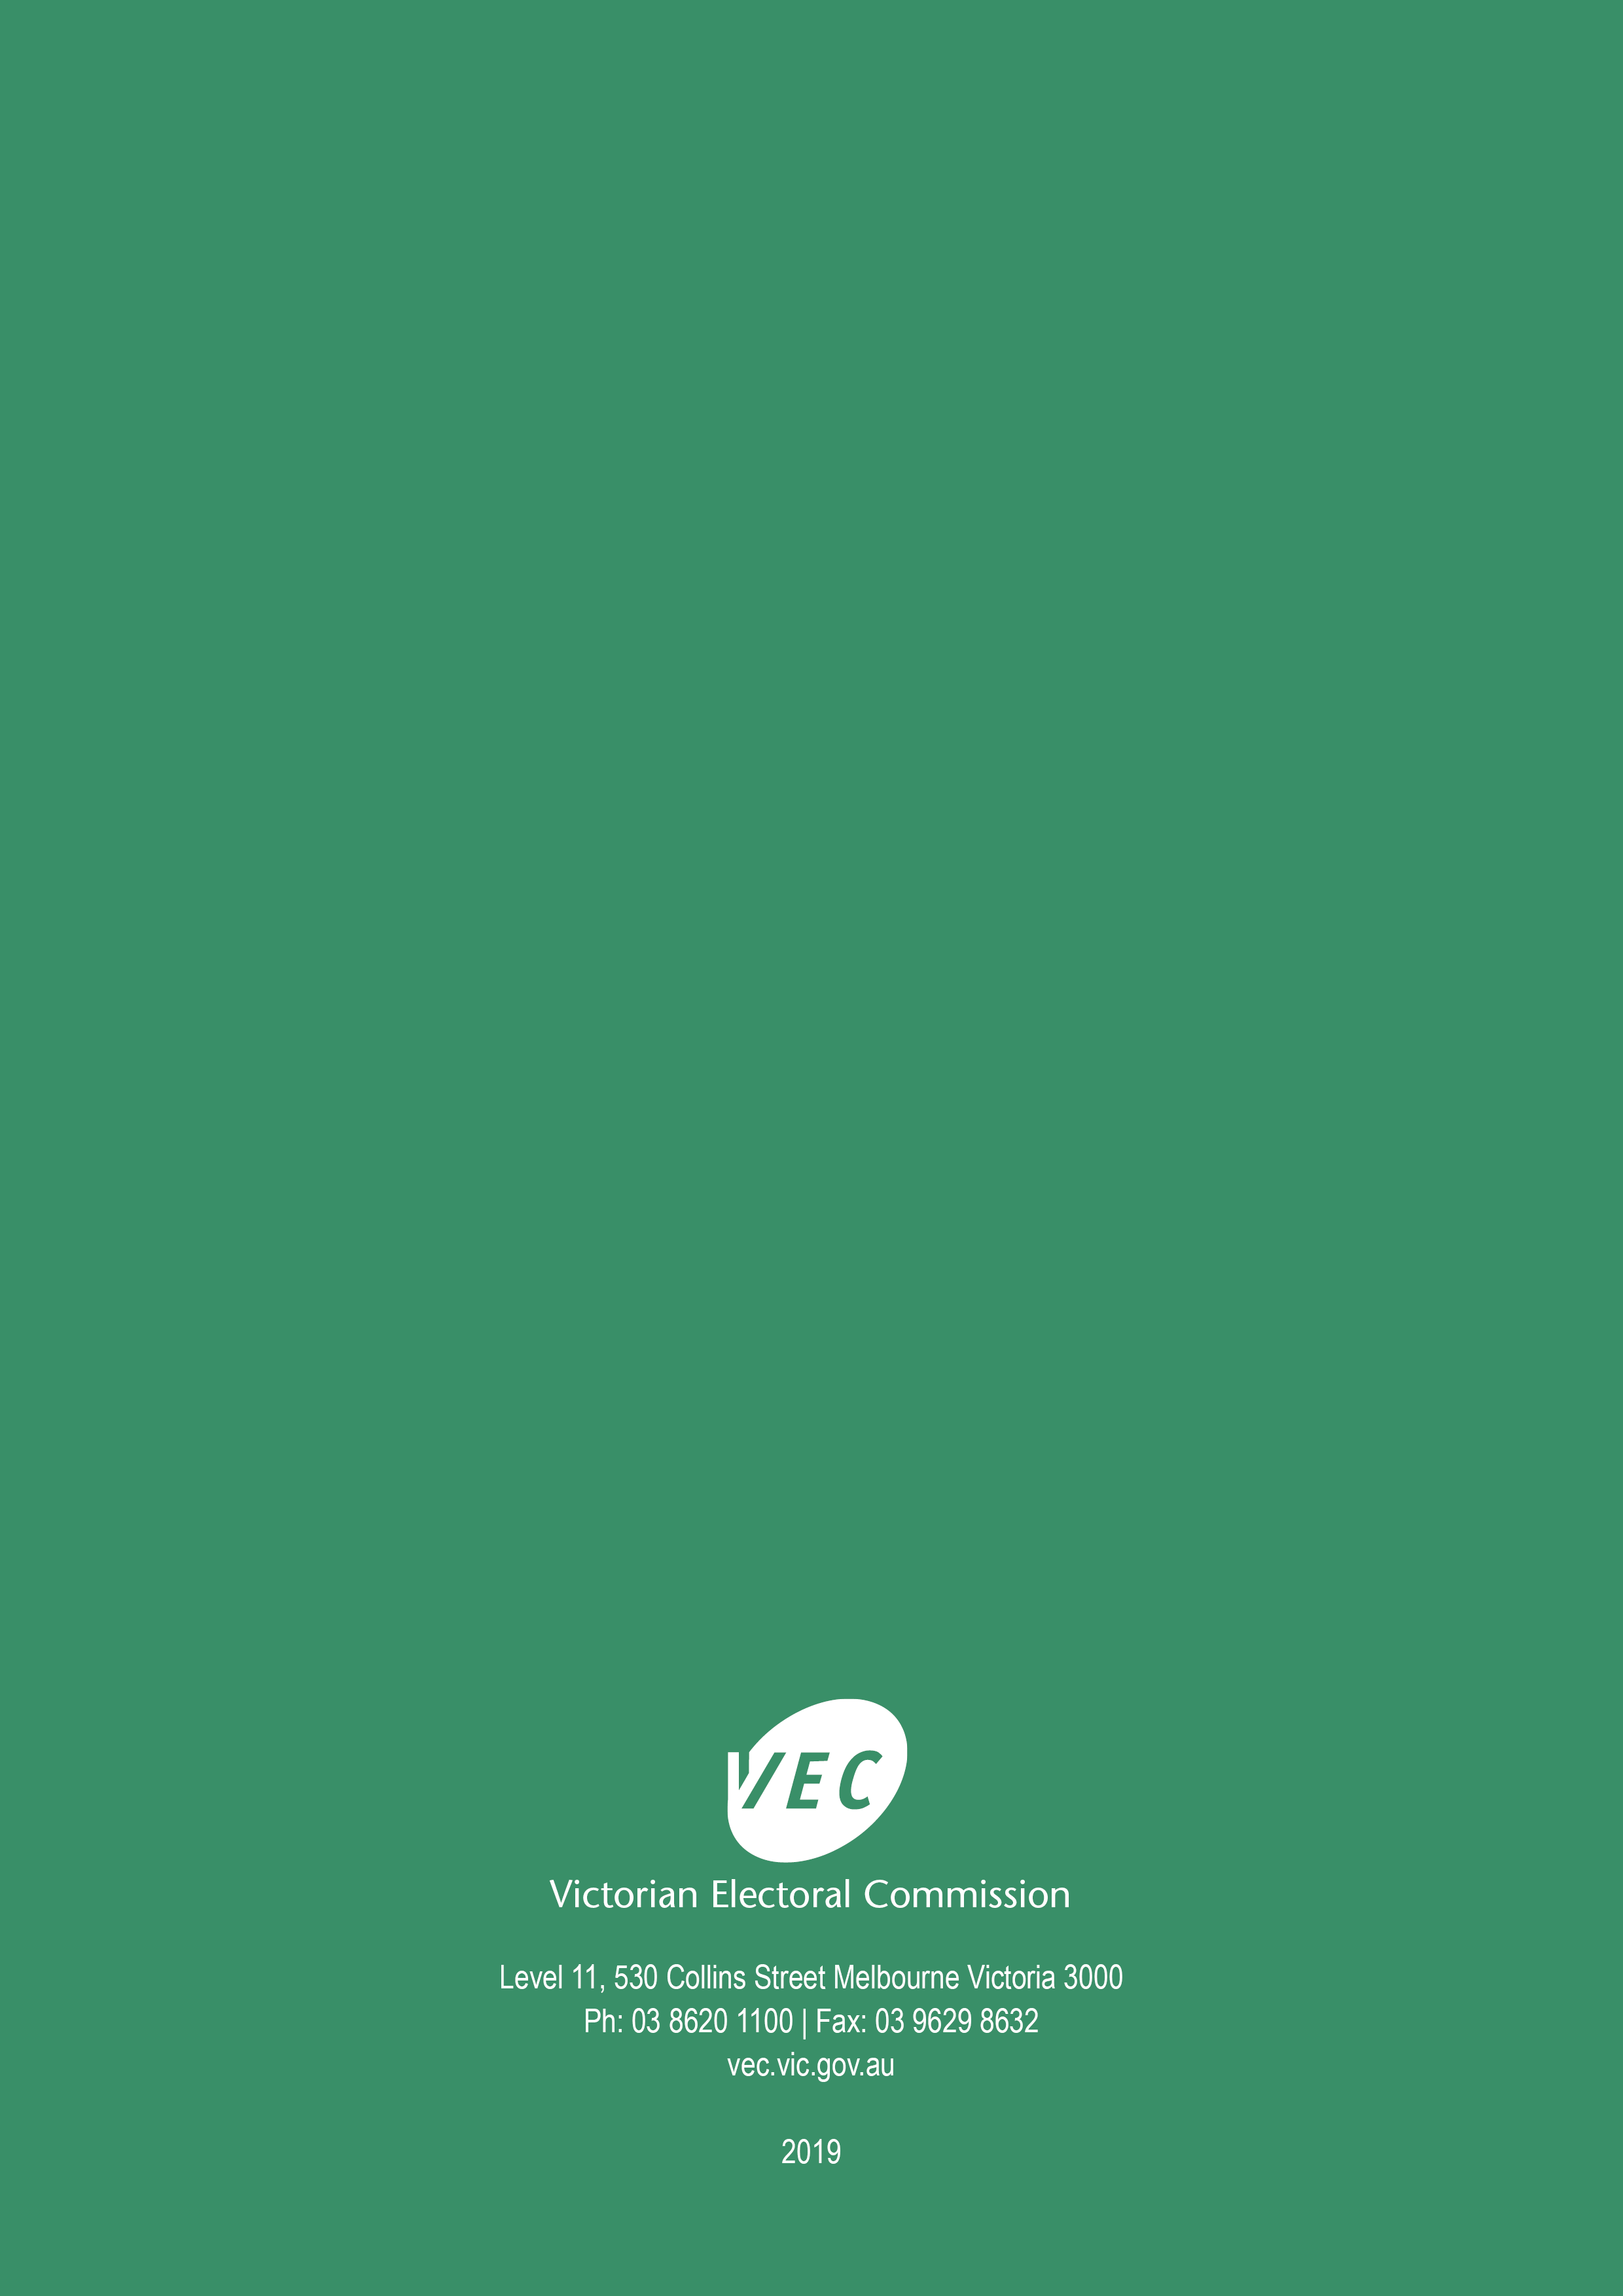 VEC
Victorian Electoral Commission
Level 11, 530 Collins Street Melbourne Victoria 3000
Ph: 03 8620 1100 | Fax: 03 9629 8632
vec.vic.gov.au
2019